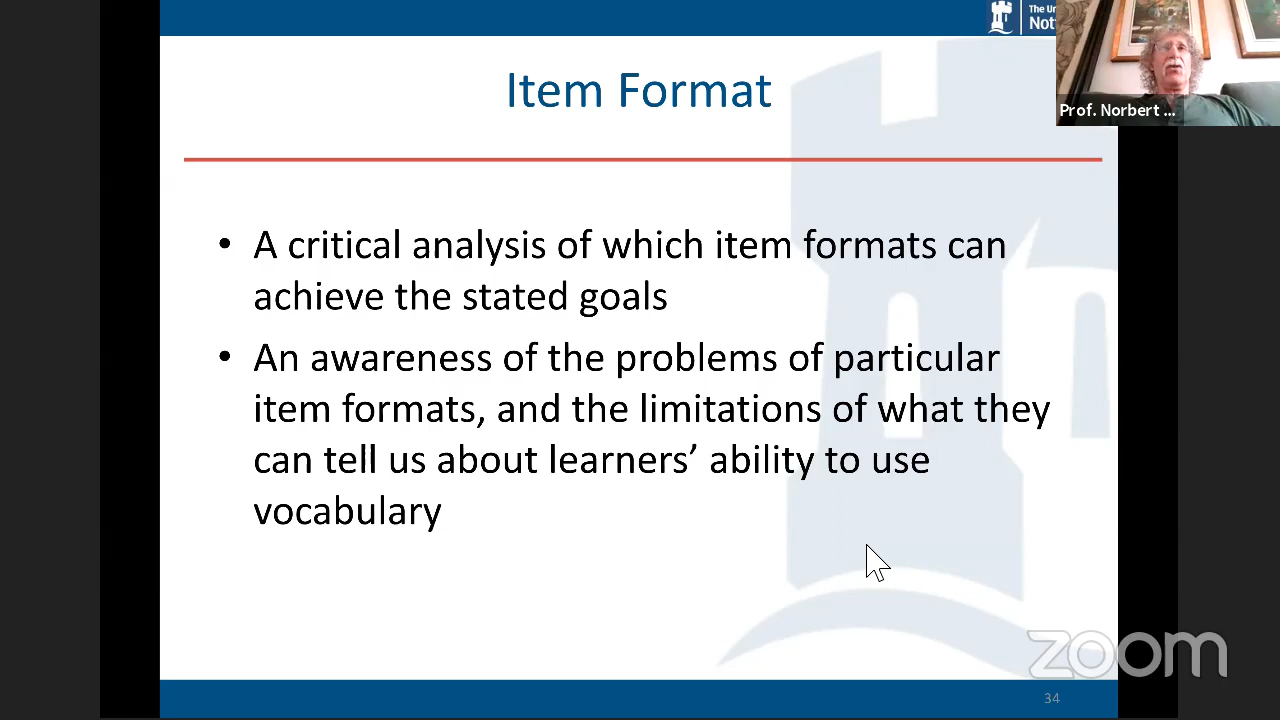 The Un
Not
Item Format
Prof. Norbert ...
• A critical analysis of which item formats can
achieve the stated goals
• An awareness of the problems of particular
item formats, and the limitations of what they
can tell us about learners’ ability to use
vocabulary
zoom
34